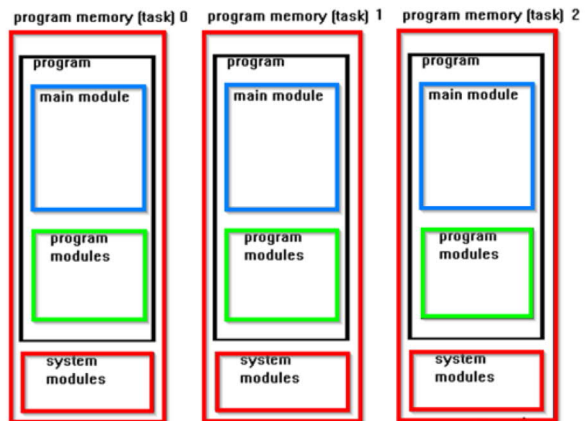 program memory (task) 0
program
main module
program
modules
system
modules
program memory (task) 1
program
main module
program
modules
system
modules
program memory (task) 2
program
main module
program
modules
system
modules